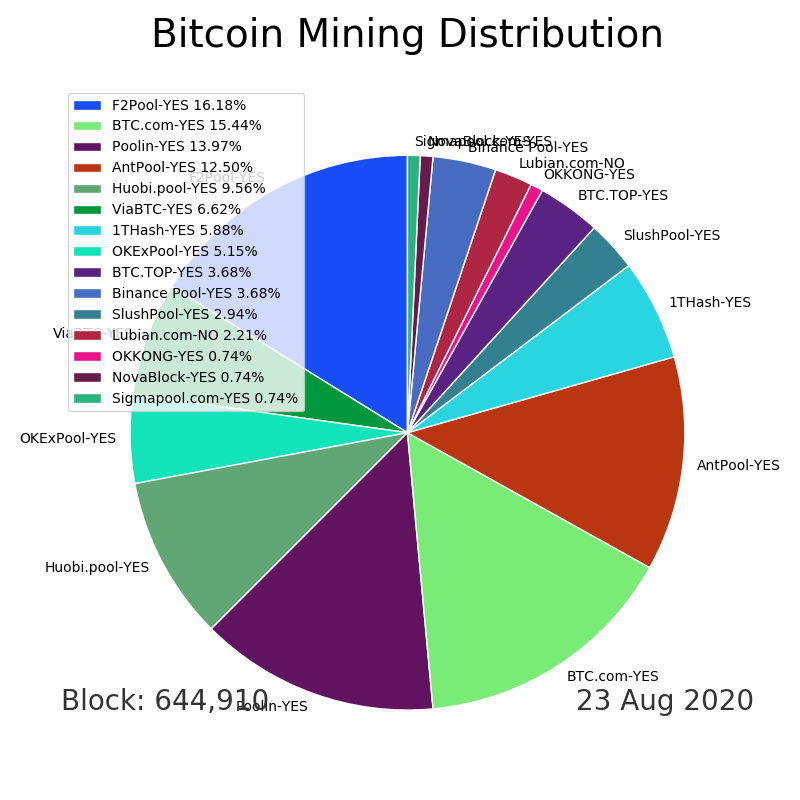 Bitcoin Mining Distribution
F2Pool-YES 16.18%
BTC.com-YES 15.44%
Poolin-YES 13.97%
AntPool-YES 12.50%
Huobi.pool-YES 9.56%
ViaBTC-YES 6.62%
1THash-YES 5.88%
OKExPool-YES 5.15%
BTC.TOP-YES 3.68%
Binance Pool-YES 3.68%
SlushPool-YES 2.94%
Lubian.com-NO 2.21%
OKKONG-YES 0.74%
NovaBlock-YES 0.74%
Sigmapool.com-YES 0.74%
Sigmapool.com-YES
NovaBlock-YES
Binance Pool-YES
Lubian.com-NO
OKKONG-YES
BTC.TOP-YES
SlushPool-YES
1THash-YES
AntPool-YES
BTC.com-YES
Poolin-YES
Huobi.pool-YES
OKExPool-YES
ViaBTC-YES
F2Pool-YES
Block: 644,910
23 Aug 2020